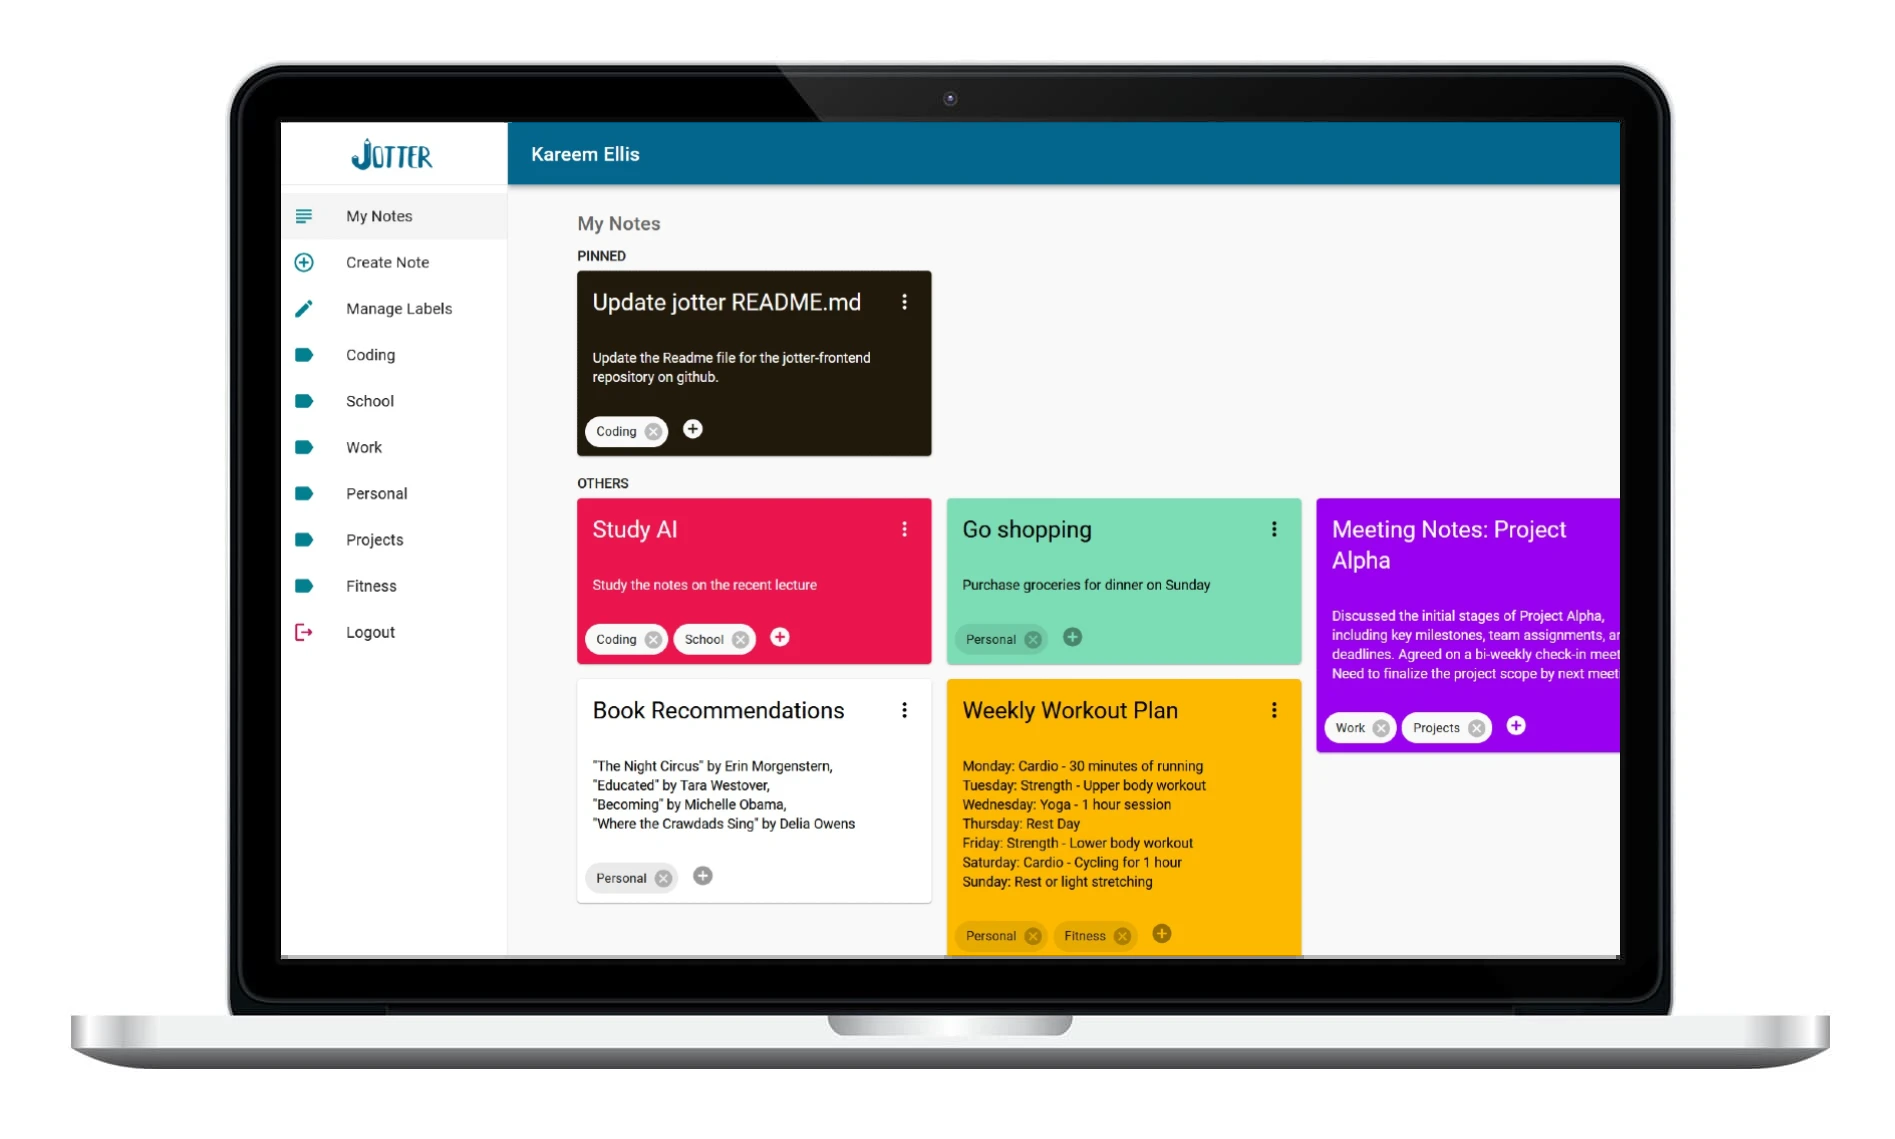 JOTTER
Kareem Ellis
My Notes
Create Note
Manage Labels
Coding
School
Work
Personal
Projects
Fitness
Logout
My Notes
PINNED
Update jotter README.md
Update the Readme file for the jotter-frontend
repository on github.
Coding
OTHERS
Study AI
Study the notes on the recent lecture
Coding School
Go shopping
Purchase groceries for dinner on Sunday
Personal
Meeting Notes: Project
Alpha
Discussed the initial stages of Project Alpha,
including key milestones, team assignments,
deadlines. Agreed on a bi-weekly check-in
Need to finalize the project scope by next
Work Projects
Book Recommendations
"The Night Circus" by Erin Morgenstern,
"Educated" by Tara Westover,
"Becoming" by Michelle Obama,
"Where the Crawdads Sing" by Delia Owens
Personal
Weekly Workout Plan
Monday: Cardio - 30 minutes of running
Tuesday: Strength - Upper body workout
Wednesday: Yoga - 1 hour session
Thursday: Rest Day
Friday: Strength - Lower body workout
Saturday: Cardio - Cycling for 1 hour
Sunday: Rest or light stretching
Personal Fitness